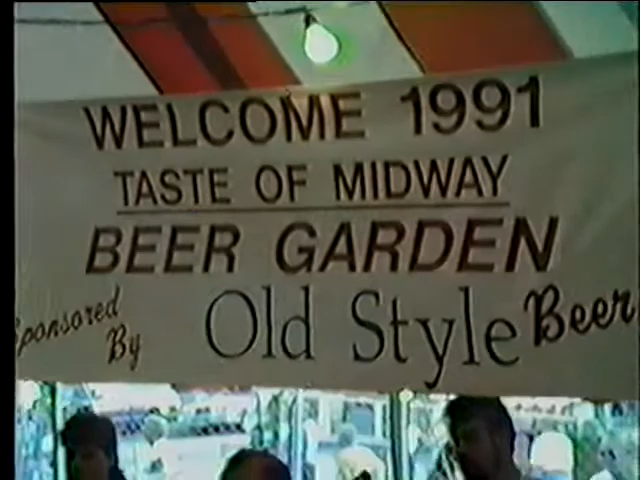 WELCOME 1991
TASTE OF MIDWAY
BEER GARDEN
Sponsored By Old Style Beer